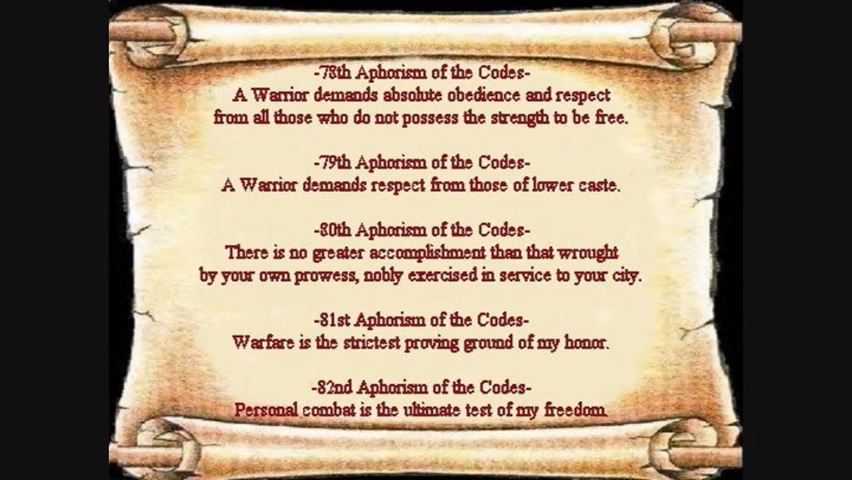 -78th Aphorism of the Codes-
A Warrior demands absolute obedience and respect
from all those who do not possess the strength to be free.
-79th Aphorism of the Codes-
A Warrior demands respect from those of lower caste.
-80th Aphorism of the Codes-
There is no greater accomplishment than that wrought
by your own prowess, nobly exercised in service to your city.
-81st Aphorism of the Codes-
Warfare is the strictest proving ground of my honor.
-82nd Aphorism of the Codes-
Personal combat is the ultimate test of my freedom.